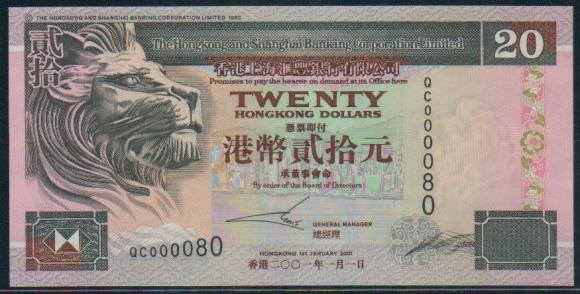 © THE HONGKONG AND SHANGHAI BANKING CORPORATION LIMITED 1993
貳拾
The Hongkong and Shanghai Banking Corporation Limited
20
香港上海滙豐銀行有限公司
Promises to pay the bearer on demand at its Office here
TWENTY
HONGKONG DOLLARS
憑票即付
港幣貳拾元
承董事會命
By order of the Board of Directors
QC000080
GENERAL MANAGER
總經理
QC000080
HONGKONG 1st JANUARY 2001
香港二〇〇一年一月一日